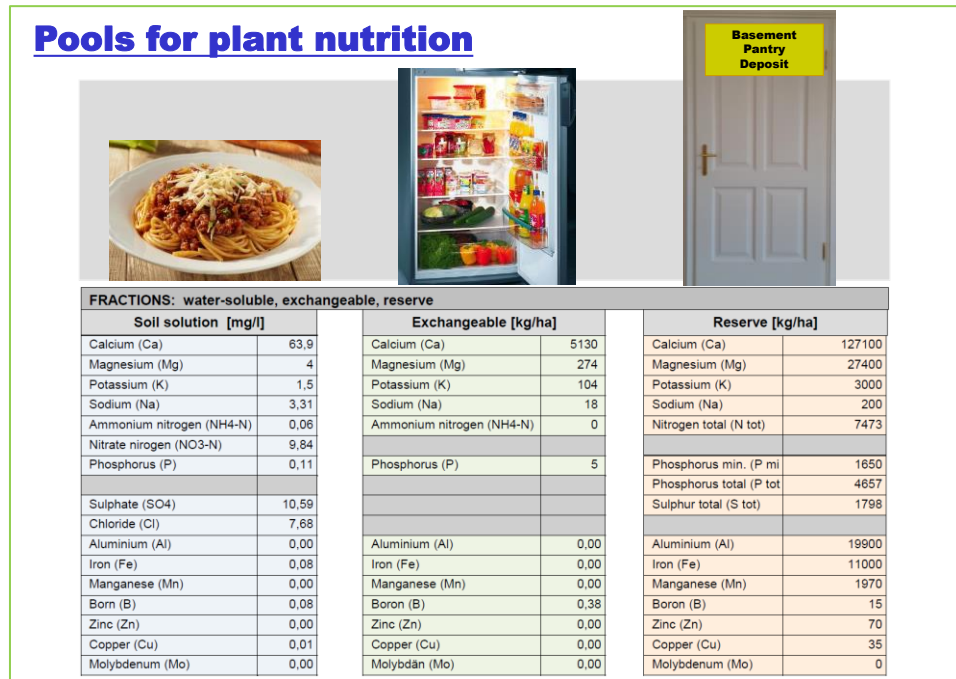 Pools for plant nutrition
Basement
Pantry
Deposit
FRACTIONS: water-soluble, exchangeable, reserve
Soil solution [mg/l] Exchangeable [kg/ha] Reserve [kg/ha]
Calcium (Ca) 63,9 Calcium (Ca) 5130 Calcium (Ca) 127100
Magnesium (Mg) 4 Magnesium (Mg) 274 Magnesium (Mg) 27400
Potassium (K) 1,5 Potassium (K) 104 Potassium (K) 3000
Sodium (Na) 3,31 Sodium (Na) 18 Sodium (Na) 200
Ammonium nitrogen (NH4-N) 0,06 Ammonium nitrogen (NH4-N) 0 Nitrogen total (N tot) 7473
Nitrate nirogen (NO3-N) 9,84
Phosphorus (P) 0,11 Phosphorus (P) 5 Phosphorus min. (P mi 1650
Phosphorus total (P tot 4657
Sulphate (SO4) 10,59 Sulphur total (S tot) 1798
Chloride (Cl) 7,68
Aluminium (Al) 0,00 Aluminium (Al) 0,00 Aluminium (Al) 19900
Iron (Fe) 0,08 Iron (Fe) 0,00 Iron (Fe) 11000
Manganese (Mn) 0,00 Manganese (Mn) 0,00 Manganese (Mn) 1970
Born (B) 0,08 Boron (B) 0,38 Boron (B) 15
Zinc (Zn) 0,00 Zinc (Zn) 0,00 Zinc (Zn) 70
Copper (Cu) 0,01 Copper (Cu) 0,00 Copper (Cu) 35
Molybdenum (Mo) 0,00 Molybdän (Mo) 0,00 Molybdenum (Mo) 0